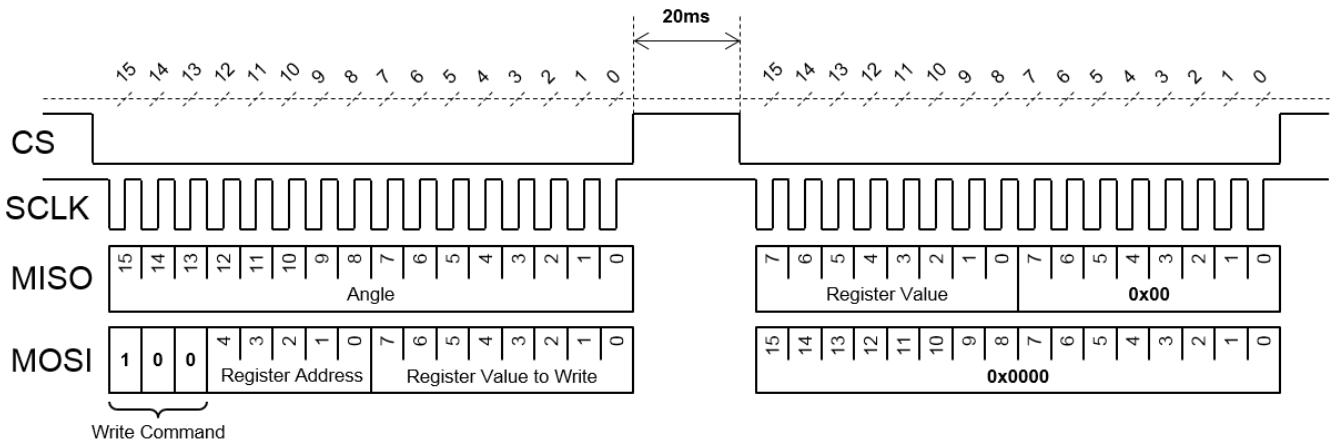 20ms
15 14 13 12 11 10 9 8 7 6 5 4 3 2 1 0 15 14 13 12 11 10 9 8 7 6 5 4 3 2 1 0
CS
SCLK
MISO 15 14 13 12 11 10 9 8 7 6 5 4 3 2 1 0 7 6 5 4 3 2 1 0 7 6 5 4 3 2 1 0
Angle Register Value 0x00
MOSI 1 0 0 4 3 2 1 0 7 6 5 4 3 2 1 0 15 14 13 12 11 10 9 8 7 6 5 4 3 2 1 0
Register Address Register Value to Write 0x0000
Write Command